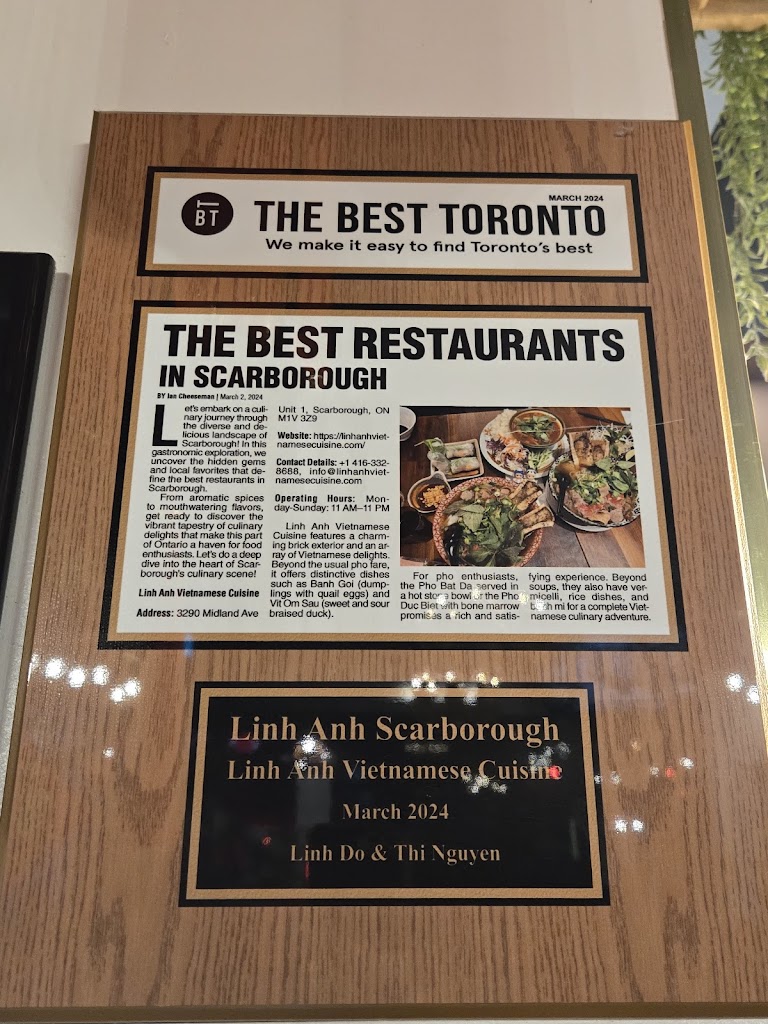 BT
MARCH 2024
THE BEST TORONTO
We make it easy to find Toronto's best
THE BEST RESTAURANTS
IN SCARBOROUGH
BY Ian Cheeseman | March 2, 2024
Let's embark on a culi-
nary journey through
the diverse and de-
licious landscape of
Scarborough! In this
gastronomic exploration, we
uncover the hidden gems
and local favorites that de-
fine the best restaurants in
Scarborough.
From aromatic spices
to mouthwatering flavors,
get ready to discover the
vibrant tapestry of culinary
delights that make this part
of Ontario a haven for food
enthusiasts. Let's do a deep
dive into the heart of Scar-
borough's culinary scene!
Linh Anh Vietnamese Cuisine
Address: 3290 Midland Ave
Unit 1, Scarborough, ON
M1V 3Z9
Website: https://linhanhviet-
namesecuisine.com/
Contact Details: +1 416-332-
8688, info@linhanhviet-
namesecuisine.com
Operating Hours: Mon-
day-Sunday: 11 AM–11 PM
Linh Anh Vietnamese
Cuisine features a charm-
ing brick exterior and an ar-
ray of Vietnamese delights.
Beyond the usual pho fare,
it offers distinctive dishes
such as Banh Goi (dump-
lings with quail eggs) and
Vit Om Sau (sweet and sour
braised duck).
For pho enthusiasts,
the Pho Bat Da served in
a hot stone bowl or the Pho
Duc Biet with bone marrow
promises a rich and satis-
fying experience. Beyond
soups, they also have ver-
micelli, rice dishes, and
banh mi for a complete Viet-
namese culinary adventure.
Linh Anh Scarborough
Linh Anh Vietnamese Cuisine
March 2024
Linh Do & Thi Nguyen